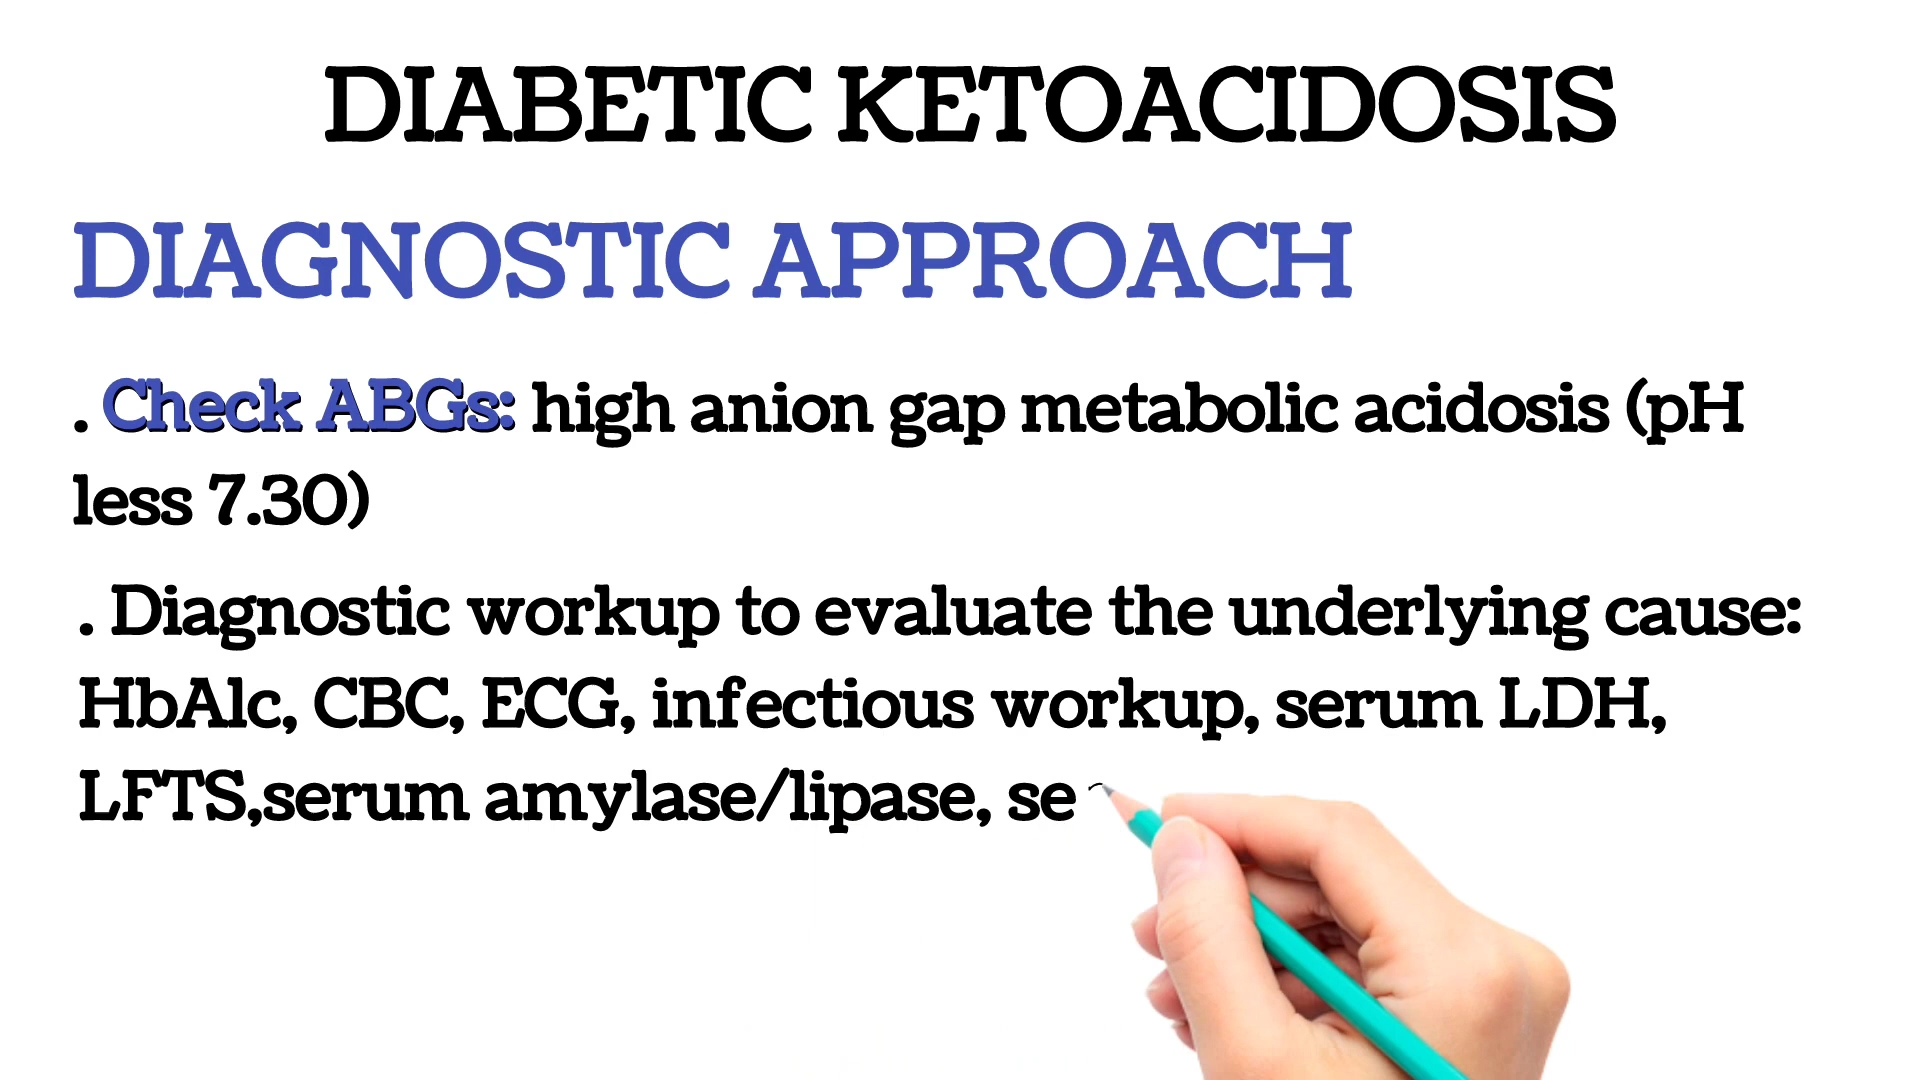 DIABETIC KETOACIDOSIS
DIAGNOSTIC APPROACH
. Check ABGs: high anion gap metabolic acidosis (pH
less 7.30)
. Diagnostic workup to evaluate the underlying cause:
HbA1c, CBC, ECG, infectious workup, serum LDH,
LFTS,serum amylase/lipase, se